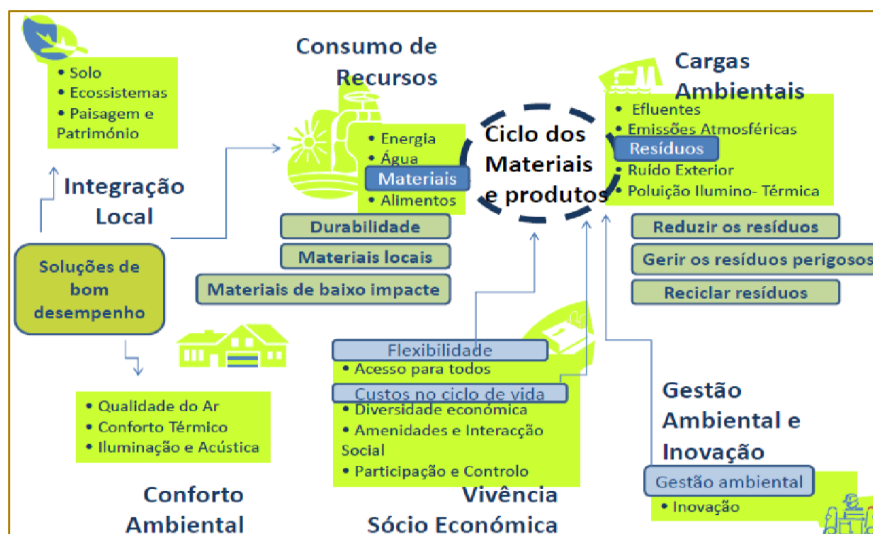 • Solo
• Ecossistemas
• Paisagem e
Património
Integração
Local
Soluções de
bom
desempenho
Consumo de
Recursos
• Energia
• Água
Materiais
• Alimentos
Durabilidade
Materiais locais
Materiais de baixo impacte
Ciclo dos
Materiais
e produtos
Cargas
Ambientais
• Efluentes
• Emissões Atmosféricas
Resíduos
• Ruído Exterior
• Poluição Ilumino- Térmica
Reduzir os resíduos
Gerir os resíduos perigosos
Reciclar resíduos
• Qualidade do Ar
• Conforto Térmico
• Iluminação e Acústica
Conforto
Ambiental
Flexibilidade
• Acesso para todos
Custos no ciclo de vida
• Diversidade económica
• Amenidades e Interacção
Social
• Participação e Controlo
Vivência
Sócio Económica
Gestão
Ambiental e
Inovação
Gestão ambiental
• Inovação